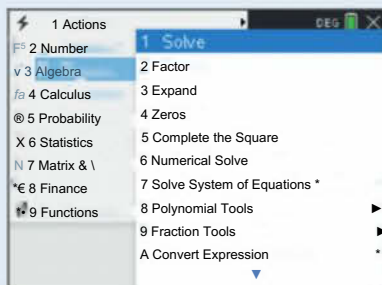 1 Actions
DEG
F5 2 Number
v 3 Algebra
fa 4 Calculus
® 5 Probability
X 6 Statistics
N 7 Matrix & \
*€ 8 Finance
9 Functions
1 Solve
2 Factor
3 Expand
4 Zeros
5 Complete the Square
6 Numerical Solve
7 Solve System of Equations *
8 Polynomial Tools ►
9 Fraction Tools ►
A Convert Expression *
▼